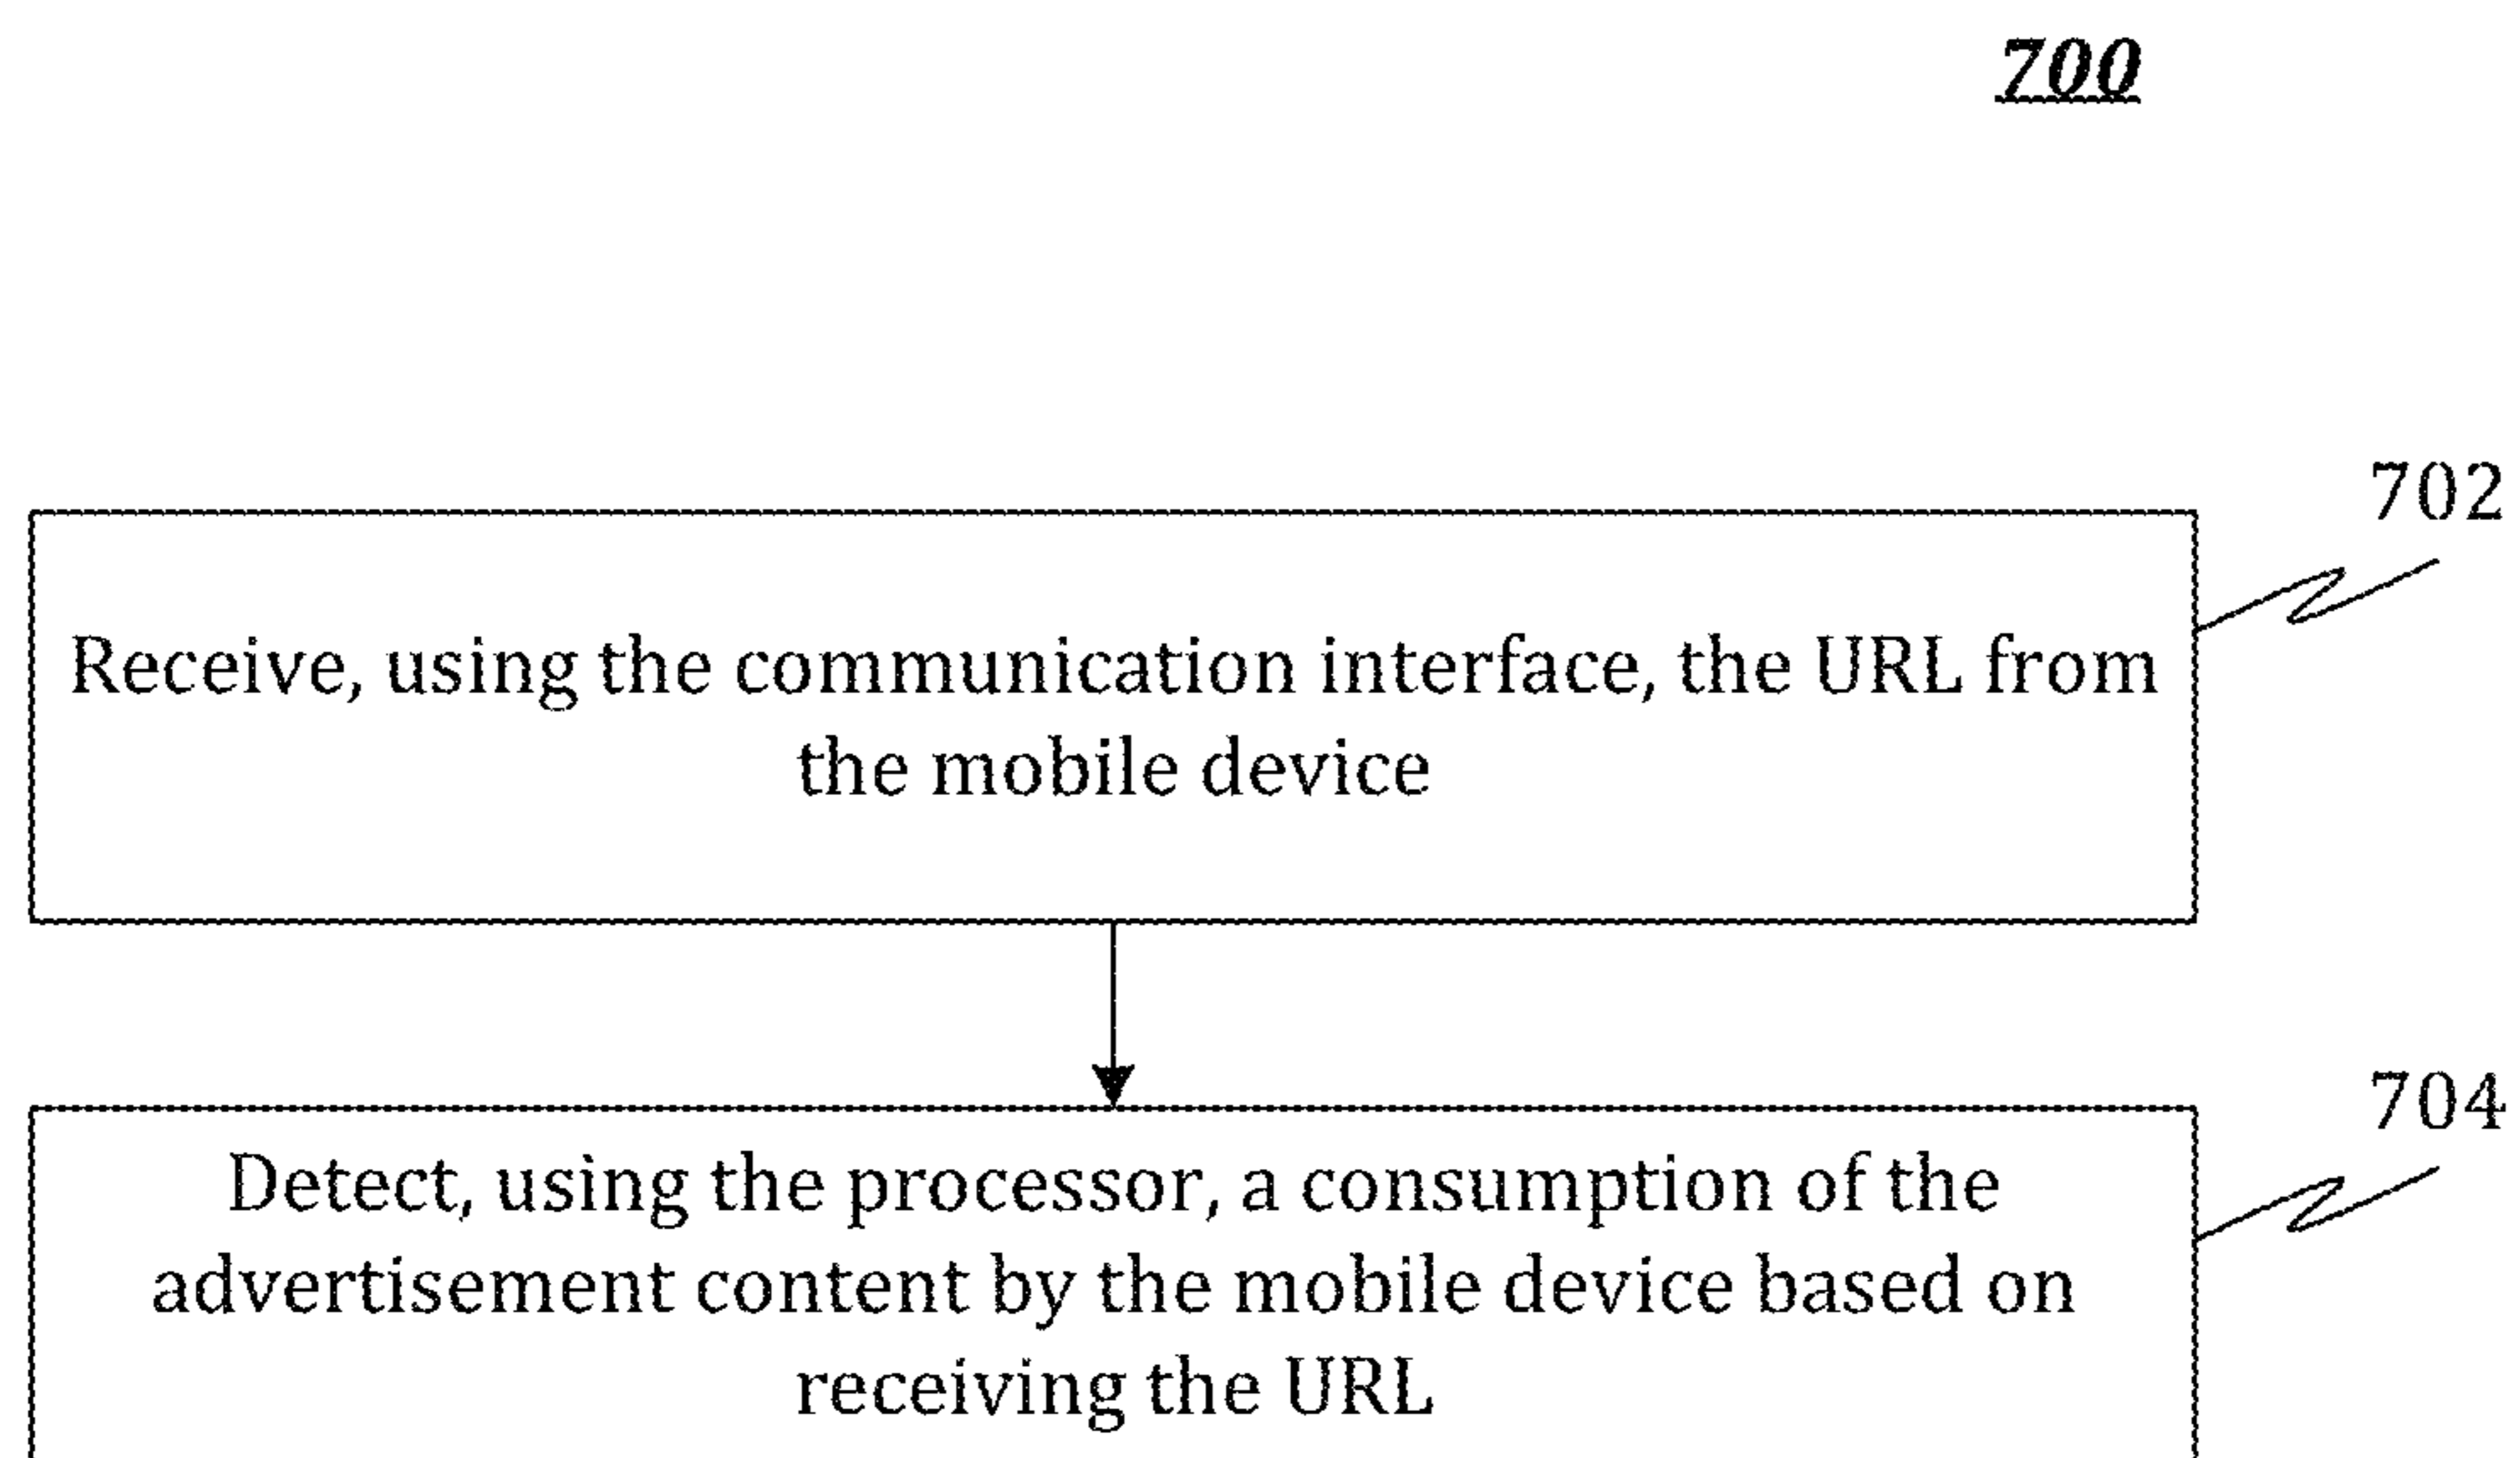 700
702
Receive, using the communication interface, the URL from
the mobile device
704
Detect, using the processor, a consumption of the
advertisement content by the mobile device based on
receiving the URL